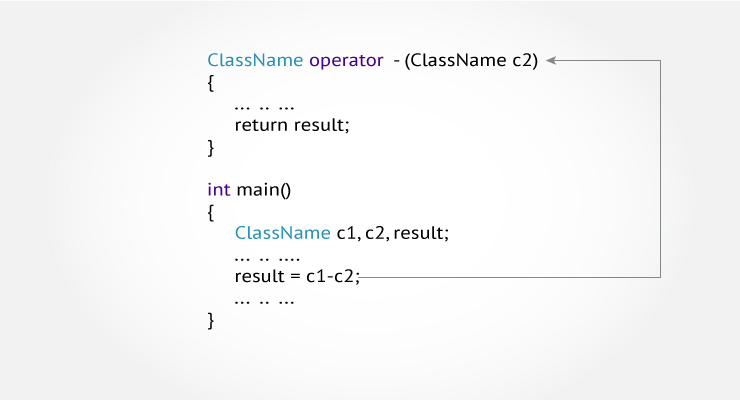 ClassName operator - (ClassName c2)
{
... .. ...
return result;
}
int main()
{
ClassName c1, c2, result;
... .. ....
result = c1-c2;
... .. ...
}